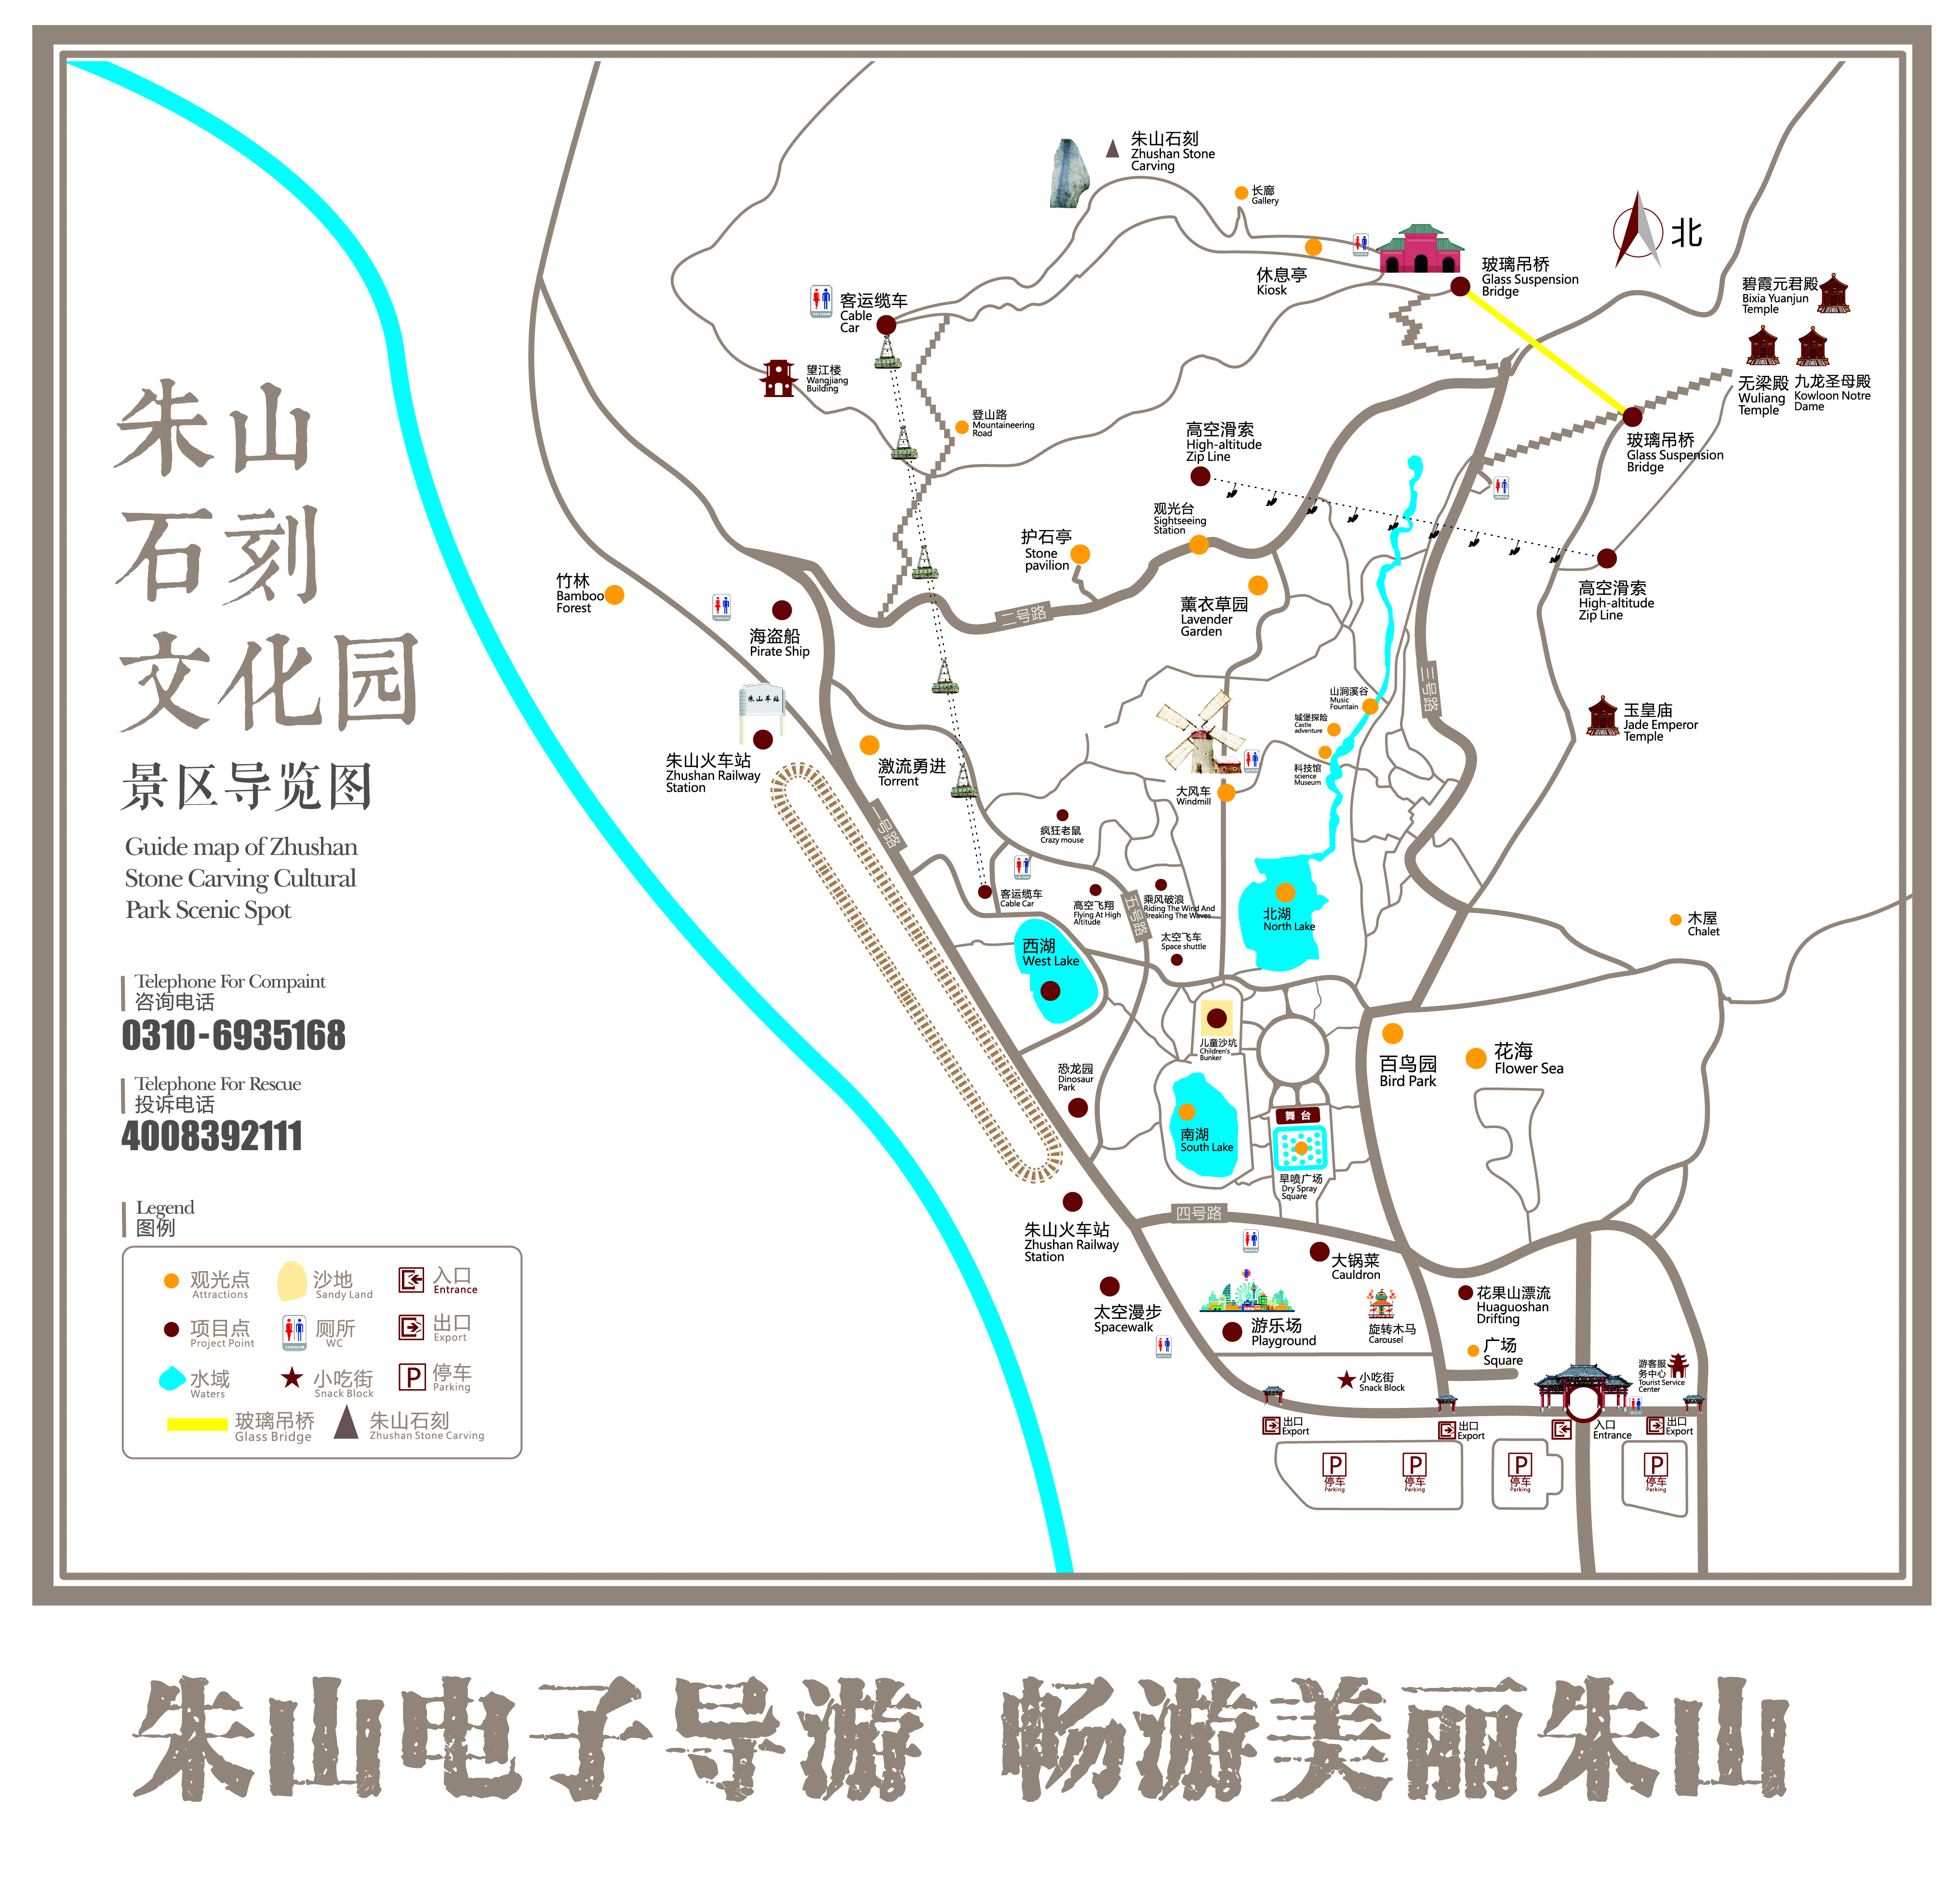 朱山
石刻
文化园
景区导览图
Guide map of Zhushan
Stone Carving Cultural
Park Scenic Spot
Telephone For Compaint
咨询电话
0310-6935168
Telephone For Rescue
投诉电话
4008392111
Legend
图例
观光点
Attractions
沙地
Sandy Land
入口
Entrance
项目点
Project Point
厕所
WC
出口
Export
水域
Waters
小吃街
Snack Block
停车
Parking
玻璃吊桥
Glass Bridge
朱山石刻
Zhushan Stone Carving
朱山石刻
Zhushan Stone
Carving
长廊
Gallery
休息亭
Kiosk
玻璃吊桥
Glass Suspension
Bridge
北
碧霞元君殿
Bixia Yuanjun
Temple
无梁殿
Wuliang
Temple
九龙圣母殿
Kowloon Notre
Dame
玻璃吊桥
Glass Suspension
Bridge
客运缆车
Cable
Car
望江楼
Wangjiang
Building
登山路
Mountaineering
Road
高空滑索
High-altitude
Zip Line
观光台
Sightseeing
Station
护石亭
Stone
pavilion
二号路
薰衣草园
Lavender
Garden
高空滑索
High-altitude
Zip Line
竹林
Bamboo
Forest
海盗船
Pirate Ship
朱山车站
朱山火车站
Zhushan Railway
Station
激流勇进
Torrent
一号路
三号路
山涧溪谷
Music
Fountain
城堡探险
Castle
adventure
科技馆
science
Museum
玉皇庙
Jade Emperor
Temple
大风车
Windmill
疯狂老鼠
Crazy mouse
客运缆车
Cable Car
高空飞翔
Flying At High
Altitude
五号路
乘风破浪
Riding The Wind And
Breaking The Waves
太空飞车
Space shuttle
北湖
North Lake
木屋
Chalet
西湖
West Lake
儿童沙坑
Children's
Bunker
百鸟园
Bird Park
花海
Flower Sea
恐龙园
Dinosaur
Park
南湖
South Lake
舞台
旱喷广场
Dry Spray
Square
四号路
朱山火车站
Zhushan Railway
Station
太空漫步
Spacewalk
大锅菜
Cauldron
游乐场
Playground
旋转木马
Carousel
花果山漂流
Huaguoshan
Drifting
广场
Square
小吃街
Snack Block
游客服
务中心
Tourist Service
Center
出口
Export
出口
Export
入口
Entrance
出口
Export
P
停车
Parking
P
停车
Parking
P
停车
Parking
P
停车
Parking
朱山电子导游 畅游美丽朱山